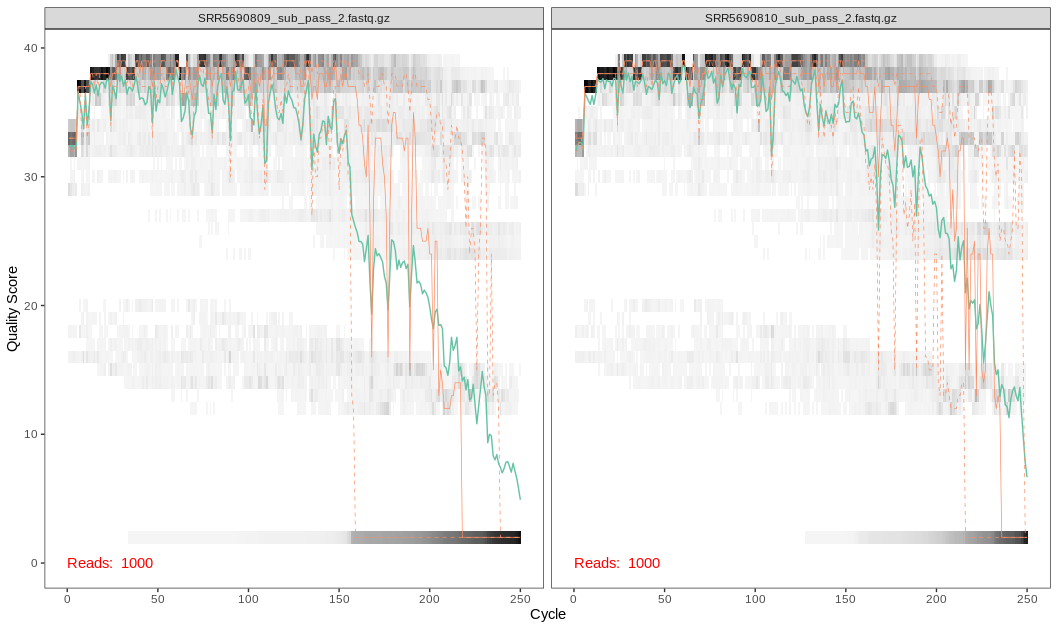 SRR5690809_sub_pass_2.fastq.gz
SRR5690810_sub_pass_2.fastq.gz
Quality Score
40
30
20
10
0
Reads: 1000
Reads: 1000
0 50 100 150 200 250
0 50 100 150 200 250
Cycle